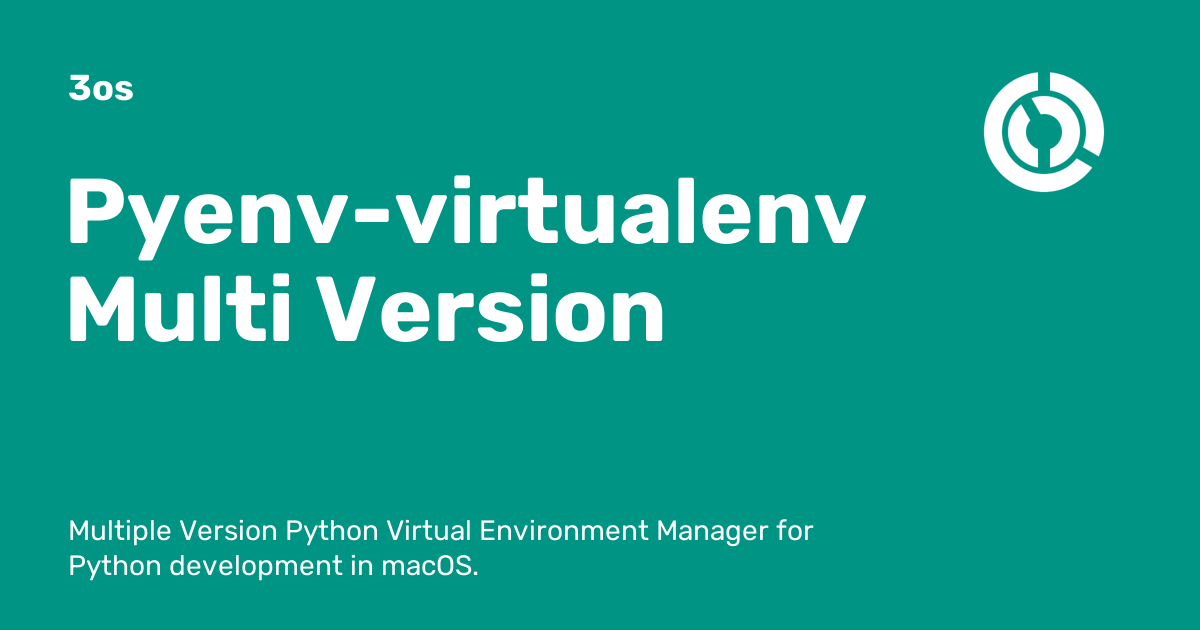 3os
Pyenv-virtualenv
Multi Version
Multiple Version Python Virtual Environment Manager for
Python development in macOS.